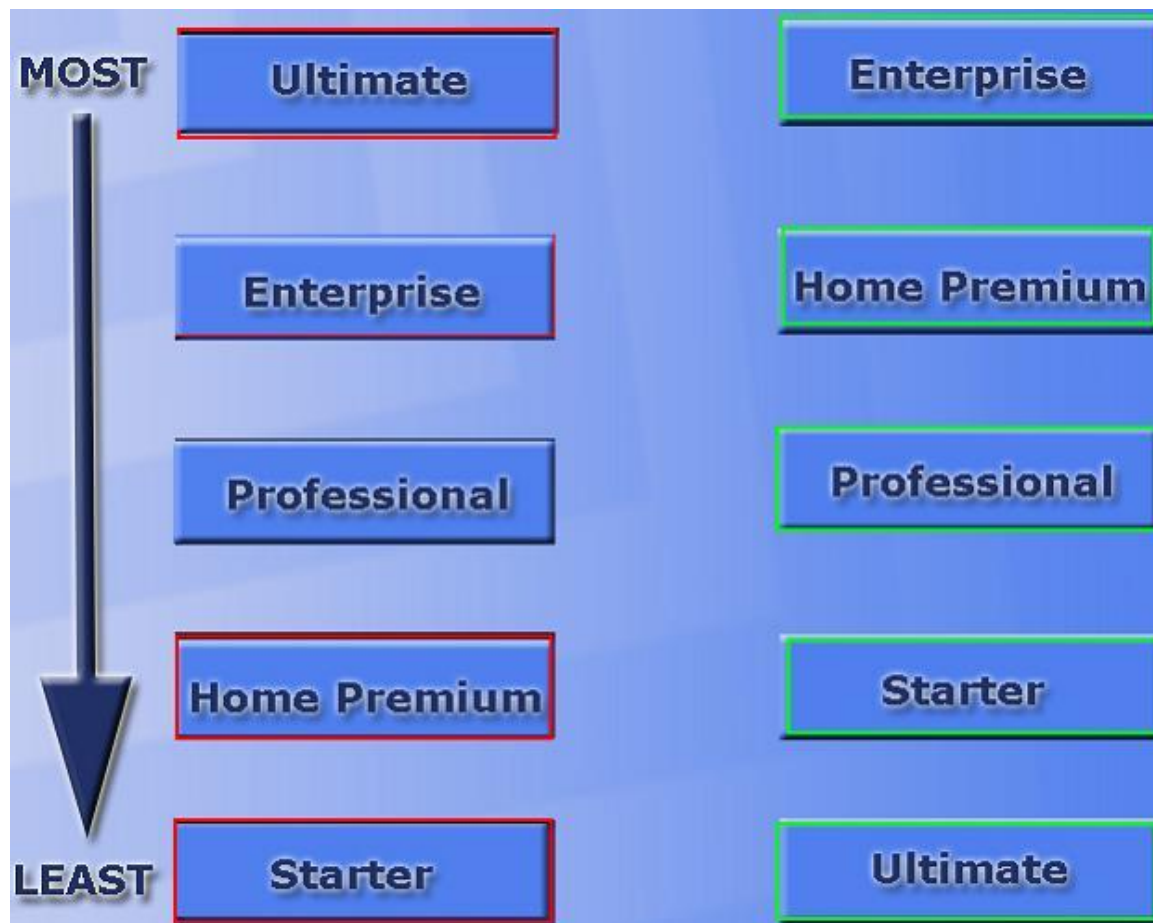 MOST
Ultimate
Enterprise
Enterprise
Home Premium
Professional
Professional
Home Premium
Starter
LEAST
Starter
Ultimate